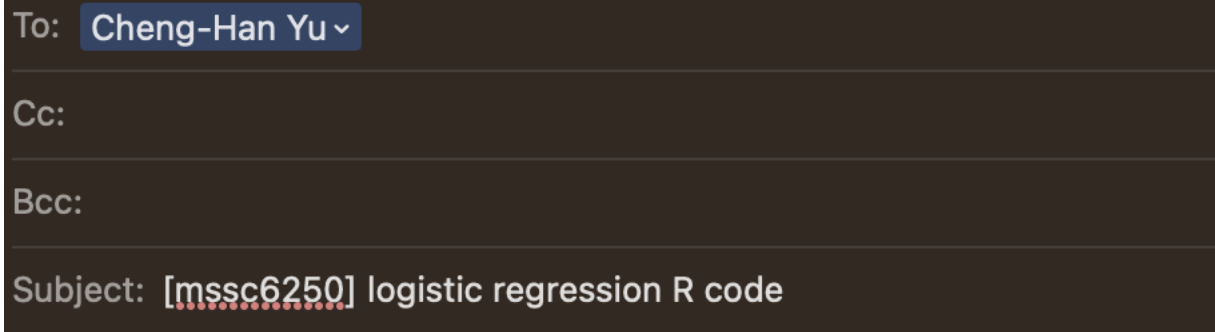 To: Cheng-Han Yu
Cc:
Bcc:
Subject: [mssc6250] logistic regression R code